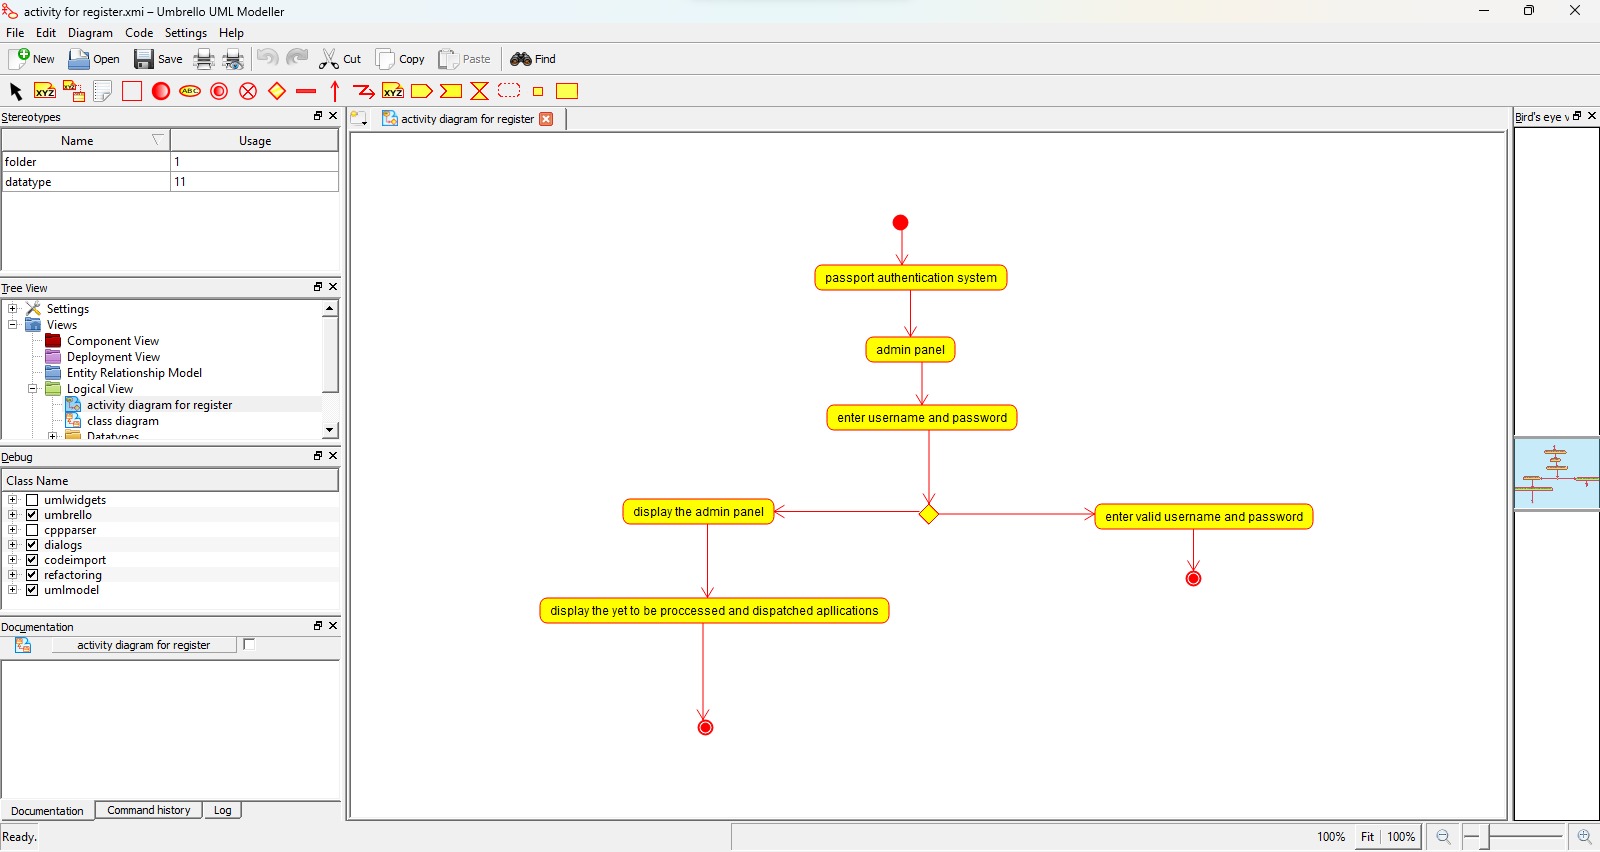 activity for register.xmi – Umbrello UML Modeller
File Edit Diagram Code Settings Help
New Open Save Cut Copy Paste Find
XYZ XYZ ABC XYZ
Stereotypes
Name Usage
folder 1
datatype 11
Tree View
Settings
Views
Component View
Deployment View
Entity Relationship Model
Logical View
activity diagram for register
class diagram
Datatypes
Debug
Class Name
umlwidgets
umbrello
cppparser
dialogs
codeimport
refactoring
umlmodel
Documentation
activity diagram for register
Documentation Command history Log
Ready.
activity diagram for register
passport authentication system
admin panel
enter username and password
display the admin panel
enter valid username and password
display the yet to be proccessed and dispatched apllications
Bird's eye v
100% Fit 100%